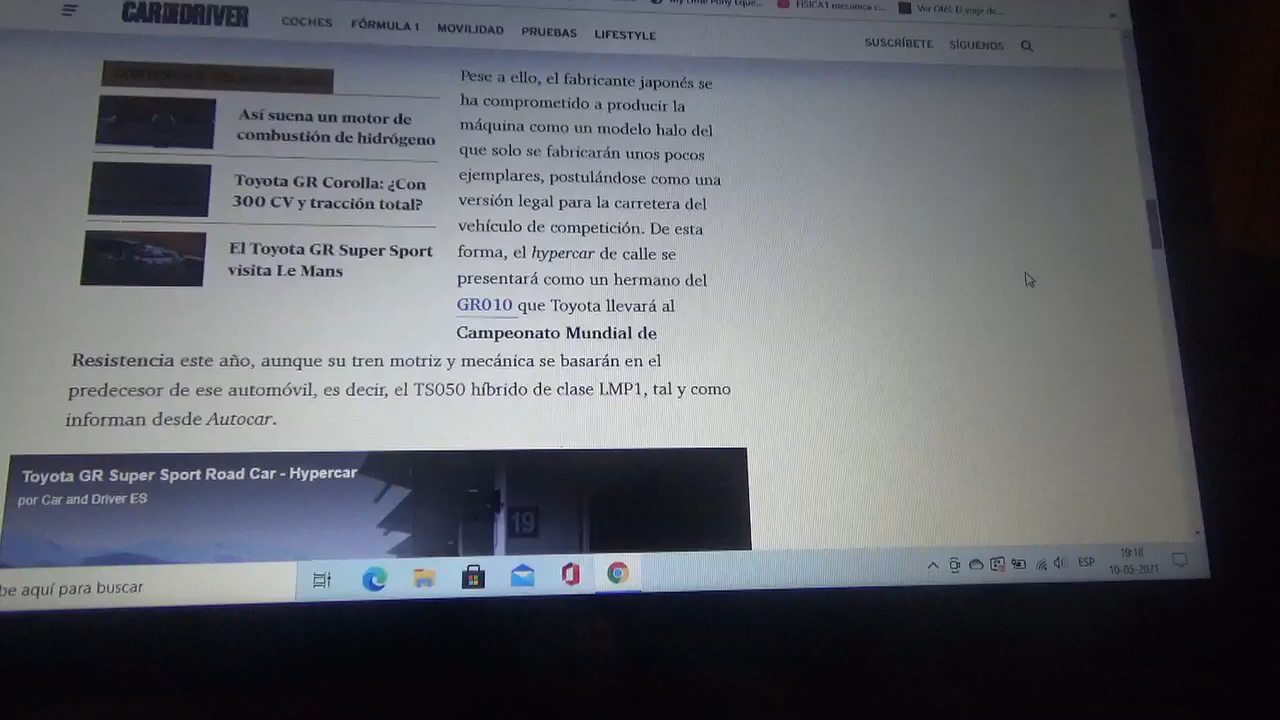 CAR AND DRIVER
COCHES FÓRMULA 1 MOVILIDAD PRUEBAS LIFESTYLE
SUSCRÍBETE SÍGUENOS
Así suena un motor de
combustión de hidrógeno
Toyota GR Corolla: ¿Con
300 CV y tracción total?
El Toyota GR Super Sport
visita Le Mans
Pese a ello, el fabricante japonés se
ha comprometido a producir la
máquina como un modelo halo del
que solo se fabricarán unos pocos
ejemplares, postulándose como una
versión legal para la carretera del
vehículo de competición. De esta
forma, el hypercar de calle se
presentará como un hermano del
GR010 que Toyota llevará al
Campeonato Mundial de
Resistencia este año, aunque su tren motriz y mecánica se basarán en el
predecesor de ese automóvil, es decir, el TS050 híbrido de clase LMP1, tal y como
informan desde Autocar.
Toyota GR Super Sport Road Car - Hypercar
por Car and Driver ES
19
be aquí para buscar
ESP
19:18
10-05-2021